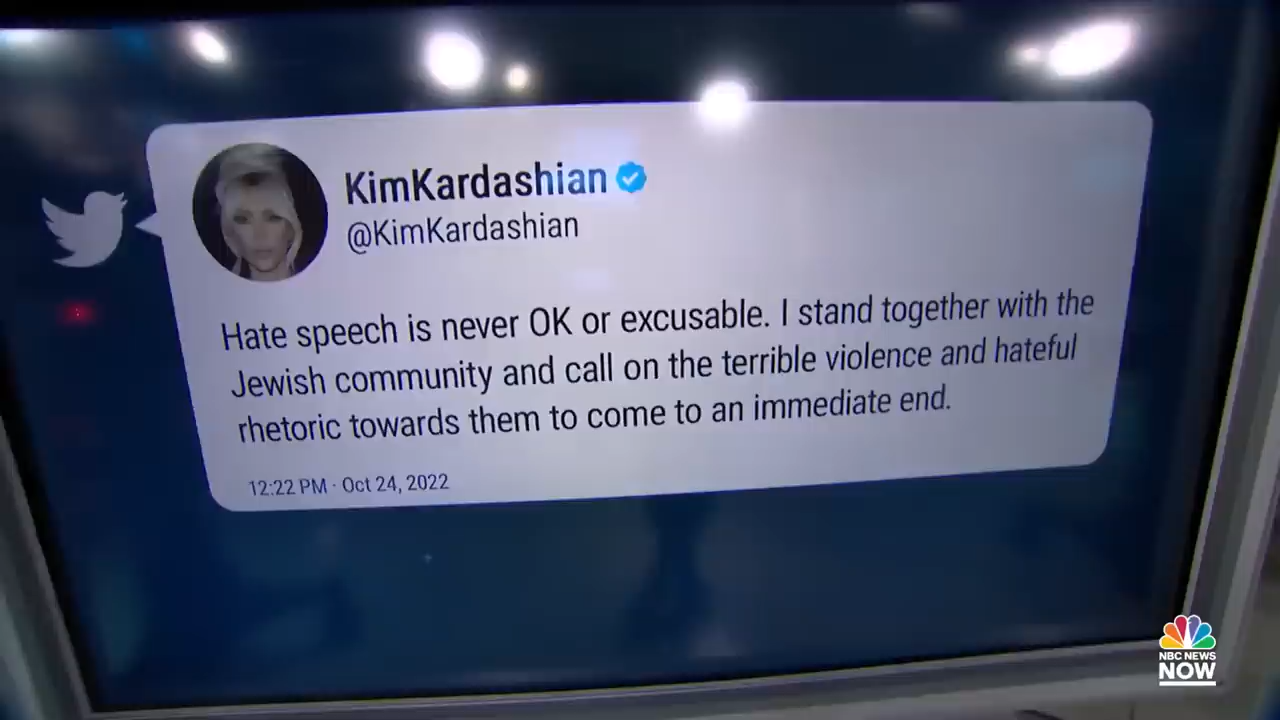 KimKardashian
@KimKardashian
Hate speech is never OK or excusable. I stand together with the
Jewish community and call on the terrible violence and hateful
rhetoric towards them to come to an immediate end.
12:22 PM · Oct 24, 2022
NBC NEWS
NOW